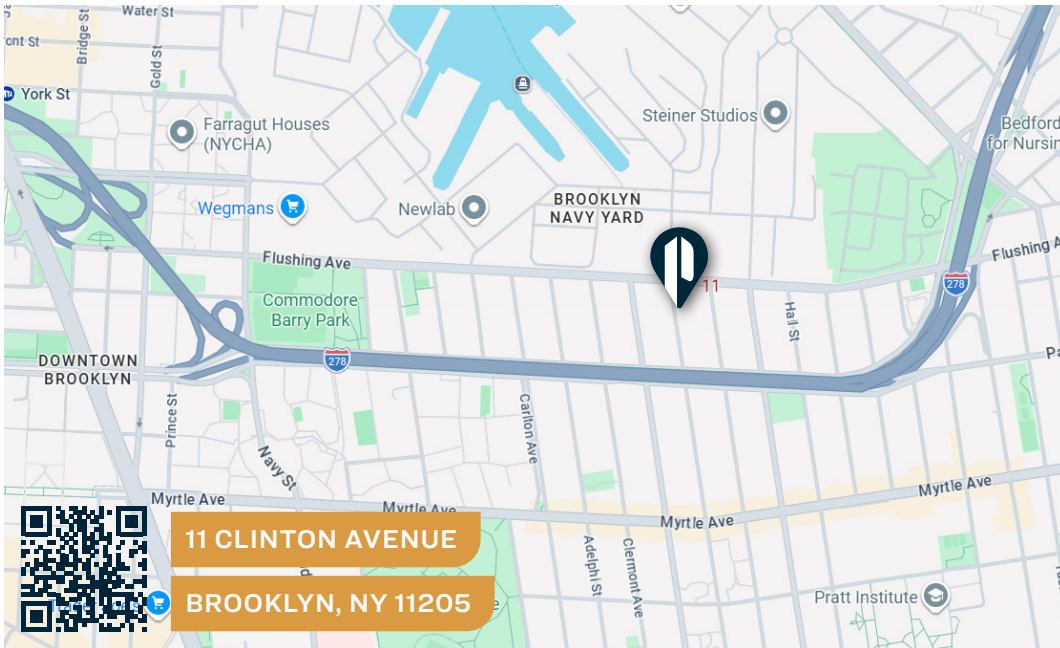 Water St
Bridge St
Gold St
York St
Farragut Houses
(NYCHA)
Steiner Studios
Wegmans
Newlab
BROOKLYN
NAVY YARD
Flushing Ave
Flushing
Commodore
Barry Park
11
Hall St
278
278
DOWNTOWN
BROOKLYN
Prince St
Navy St
Carlton Ave
Myrtle Ave
Myrtle Ave
Myrtle Ave
Myrtle Ave
Adelphi St
Clermont Ave
Pratt Institute
Bedford
for
11 CLINTON AVENUE
BROOKLYN, NY 11205